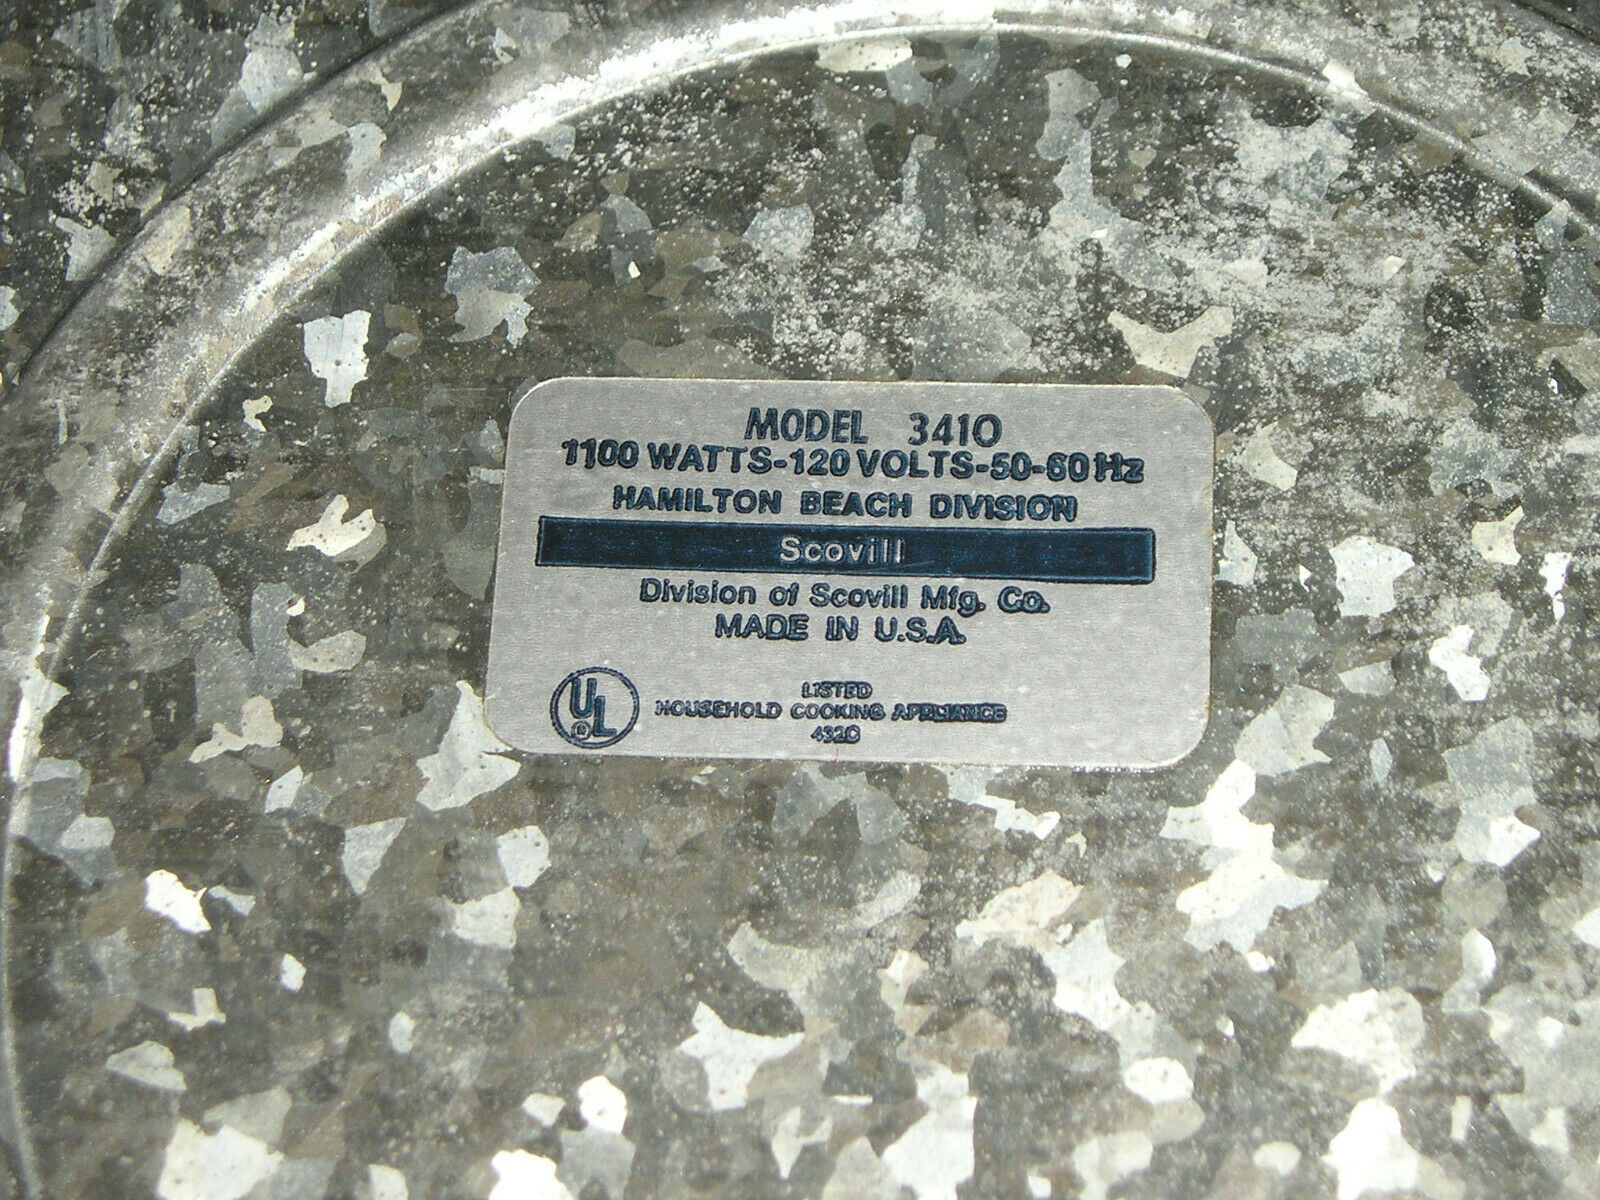 MODEL 3410
1100 WATTS-120 VOLTS-50-60 Hz
HAMILTON BEACH DIVISION
Scovill
Division of Scovill Mfg. Co.
MADE IN U.S.A.
UL ®
LISTED
HOUSEHOLD COOKING APPLIANCE
432C